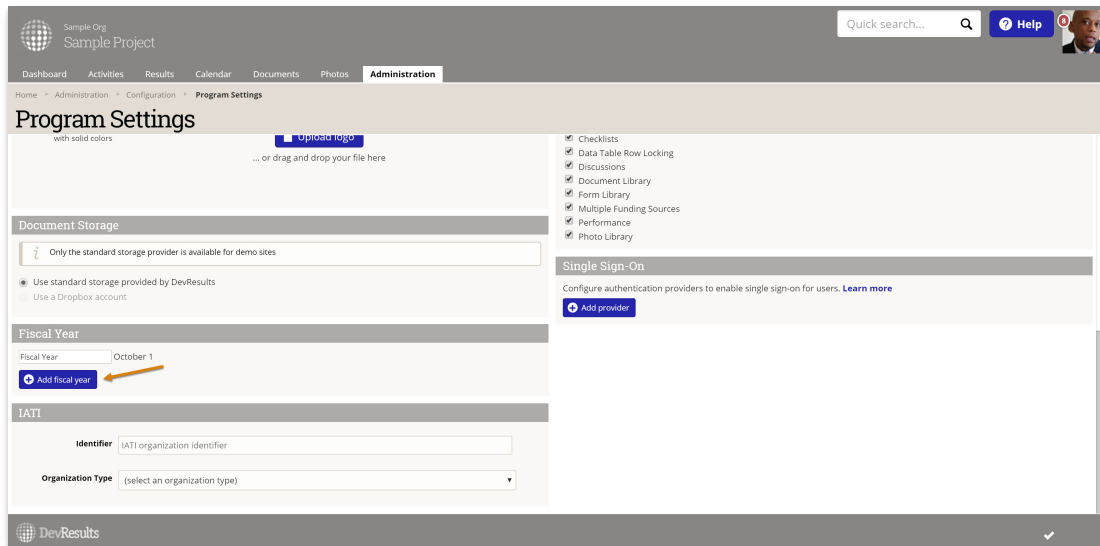 Sample Org
Sample Project
Quick search...
Help
8
Dashboard Activities Results Calendar Documents Photos Administration
Home Administration Configuration Program Settings
Program Settings
with solid colors
Upload logo
... or drag and drop your file here
Document Storage
i Only the standard storage provider is available for demo sites
Use standard storage provided by DevResults
Use a Dropbox account
Fiscal Year
Fiscal Year October 1
Add fiscal year
IATI
Identifier IATI organization identifier
Organization Type (select an organization type)
Checklists
Data Table Row Locking
Discussions
Document Library
Form Library
Multiple Funding Sources
Performance
Photo Library
Single Sign-On
Configure authentication providers to enable single sign-on for users. Learn more
Add provider
DevResults